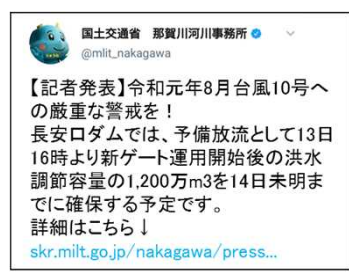 国土交通省 那賀川河川事務所
@mlit_nakagawa
【記者発表】令和元年8月台風10号へ
の厳重な警戒を！
長安口ダムでは、予備放流として13日
16時より新ゲート運用開始後の洪水
調節容量の1,200万m3を14日未明ま
でに確保する予定です。
詳細はこちら↓
skr.milt.go.jp/nakagawa/press...